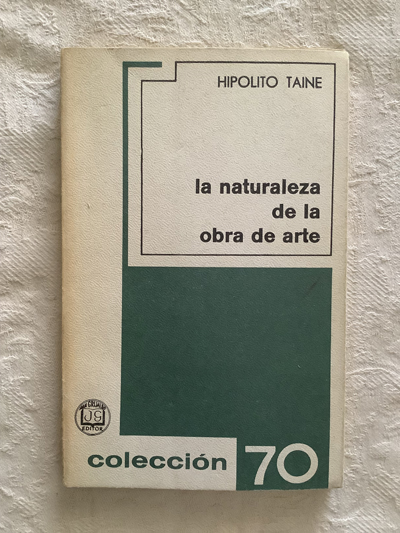 HIPOLITO TAINE
la naturaleza
de la
obra de arte
JG
EDITOR
colección 70